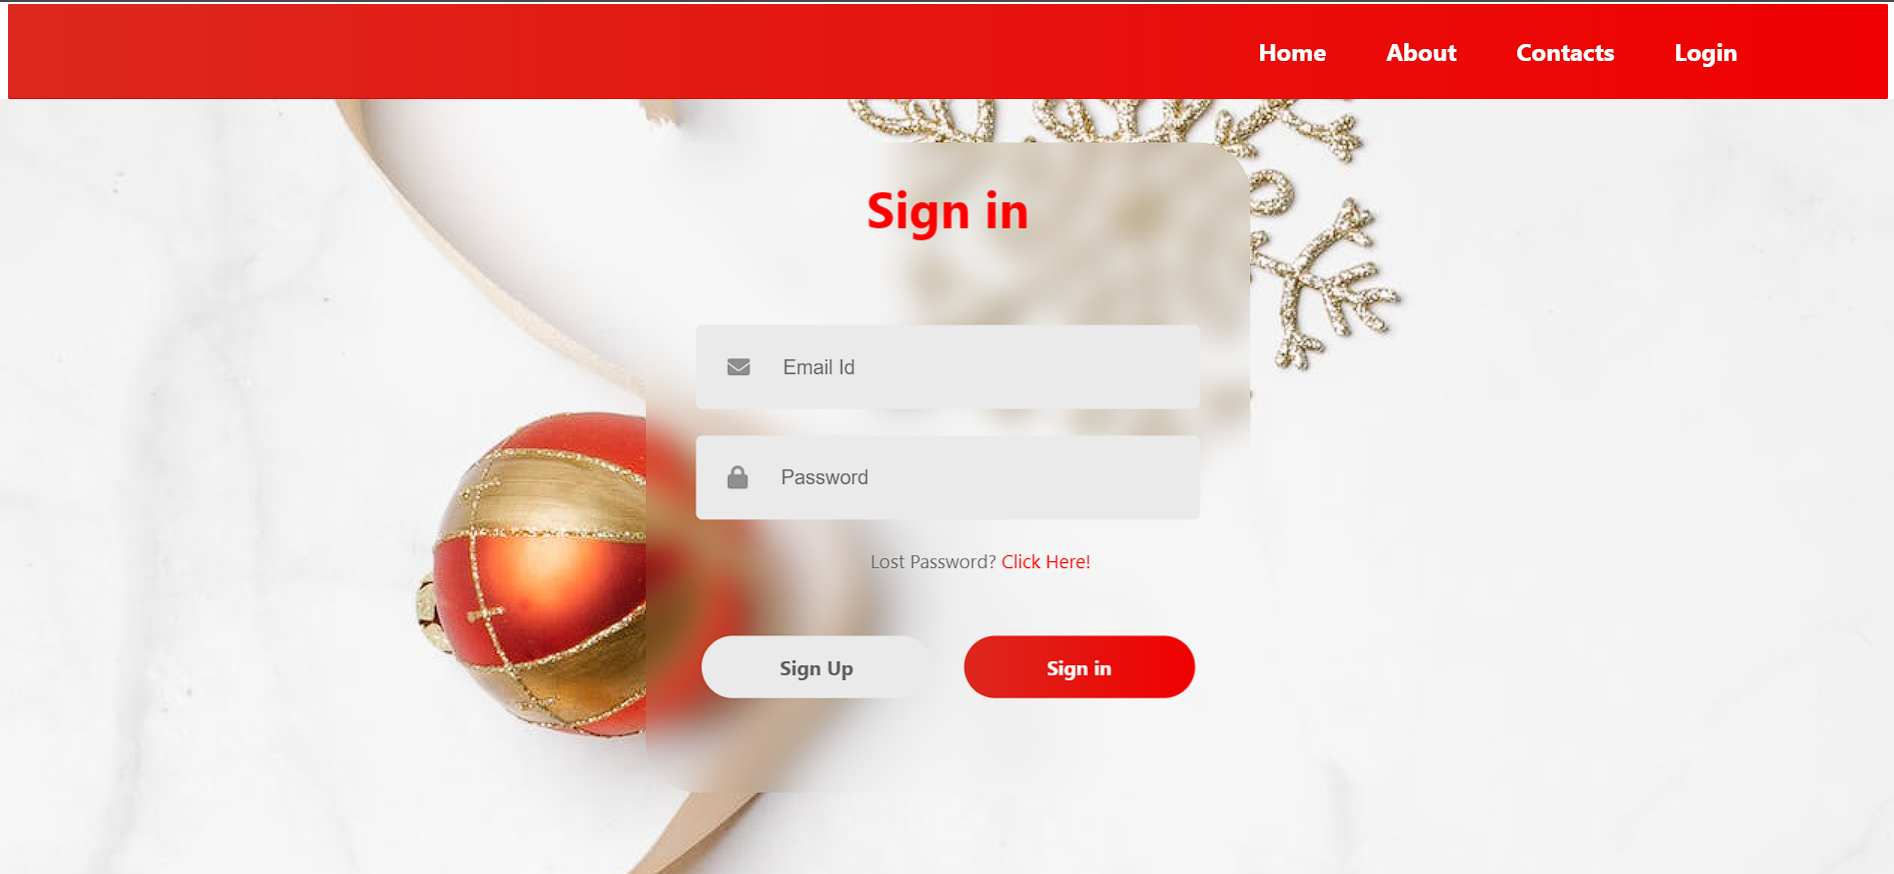 Home About Contacts Login
Sign in
Email Id
Password
Lost Password? Click Here!
Sign Up Sign in